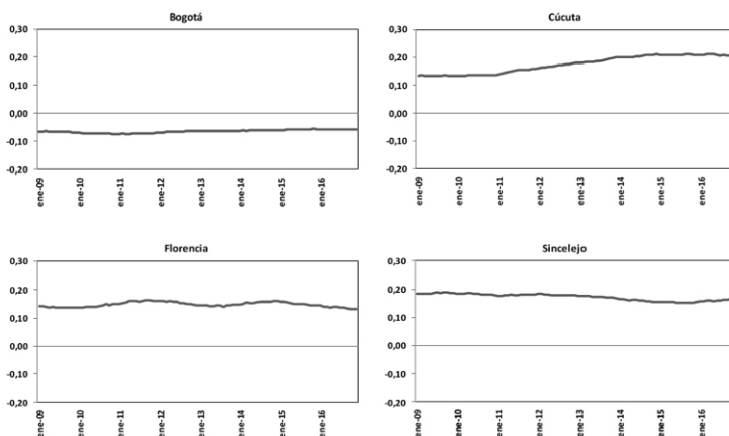 Bogotá
0,30
0,20
0,10
0,00
-0,10
-0,20
ene-09
ene-10
ene-11
ene-12
ene-13
ene-14
ene-15
ene-16
Cúcuta
0,30
0,20
0,10
0,00
-0,10
-0,20
ene-09
ene-10
ene-11
ene-12
ene-13
ene-14
ene-15
ene-16
Florencia
0,30
0,20
0,10
0,00
-0,10
-0,20
ene-09
ene-10
ene-11
ene-12
ene-13
ene-14
ene-15
ene-16
Sincelejo
0,30
0,20
0,10
0,00
-0,10
-0,20
ene-09
ene-10
ene-11
ene-12
ene-13
ene-14
ene-15
ene-16